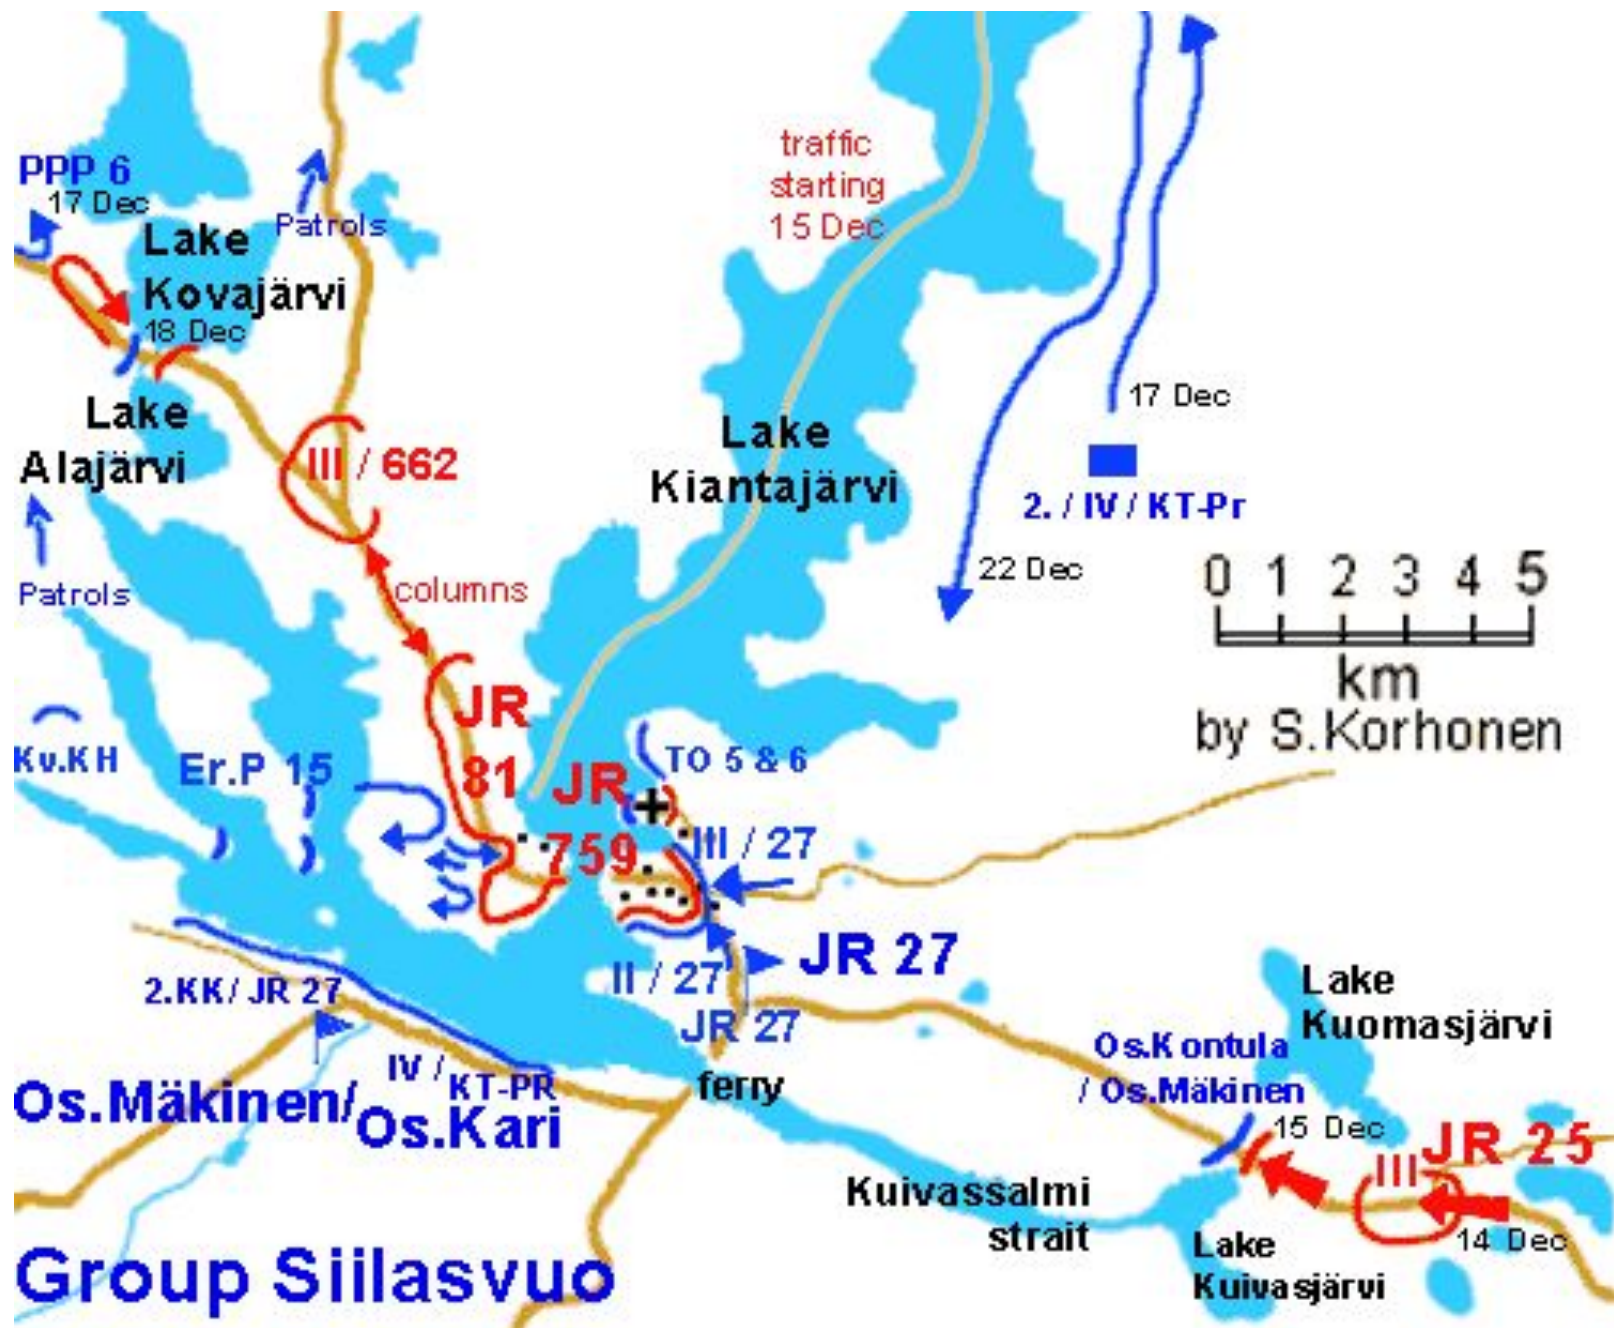 traffic
starting
15 Dec
PPP 6
17 Dec
Patrols
Lake
Kovajärvi
18 Dec
Lake
Alajärvi
III / 662
Lake
Kiantajärvi
17 Dec
2. / IV / KT-Pr
22 Dec
0 1 2 3 4 5
km
by S.Korhonen
Patrols
columns
JR
81
Kv.KH
Er.P 15
JR
759
TO 5 & 6
III / 27
JR 27
II / 27
JR 27
2.KK/ JR 27
IV / KT-PR
Os.Mäkinen/
Os.Kari
ferry
Lake
Kuomasjärvi
Os.Kontula
/ Os.Mäkinen
15 Dec
JR 25
III
14 Dec
Kuivassalmi
strait
Lake
Kuivasjärvi
Group Siilasvuo